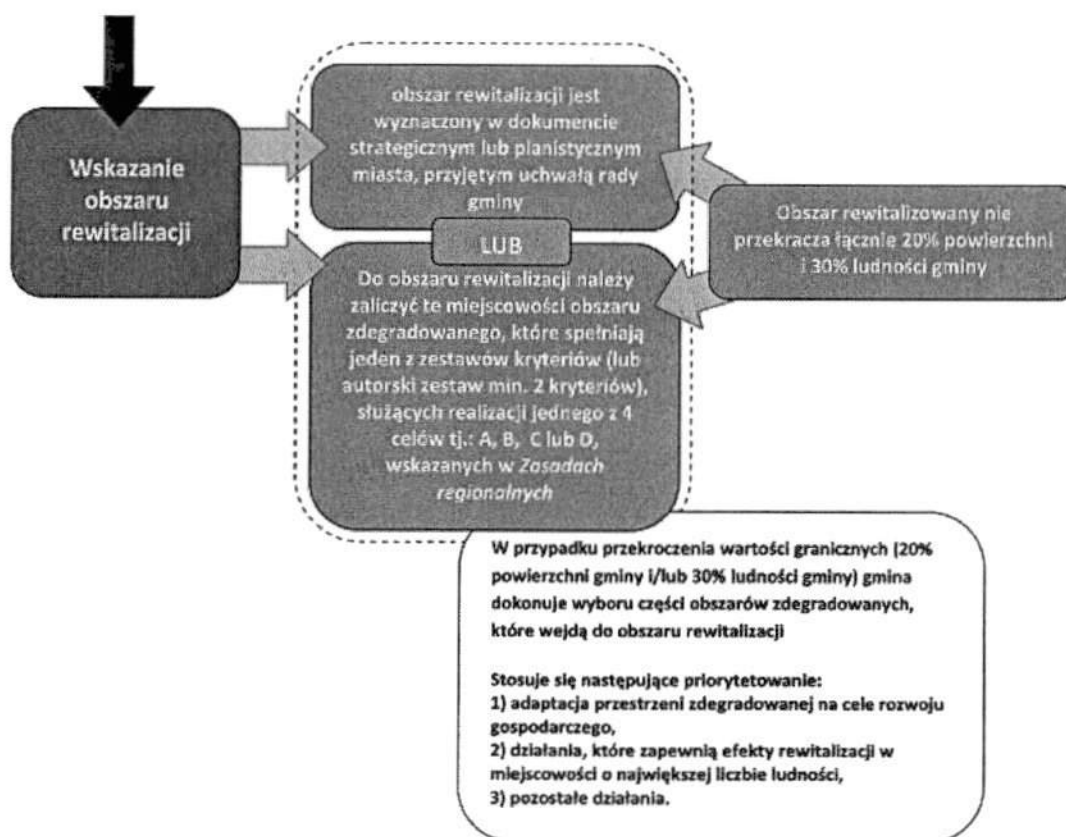 Wskazanie
obszaru
rewitalizacji
obszar rewitalizacji jest
wyznaczony w dokumencie
strategicznym lub planistycznym
miasta, przyjętym uchwałą rady
gminy
LUB
Do obszaru rewitalizacji należy
zaliczyć te miejscowości obszaru
zdegradowanego, które spełniają
jeden z zestawów kryteriów (lub
autorski zestaw min. 2 kryteriów),
służących realizacji jednego z 4
celów tj.: A, B, C lub D,
wskazanych w Zasadach
regionalnych
Obszar rewitalizowany nie
przekracza łącznie 20% powierzchni
i 30% ludności gminy
W przypadku przekroczenia wartości granicznych (20%
powierzchni gminy i/lub 30% ludności gminy) gmina
dokonuje wyboru części obszarów zdegradowanych,
które wejdą do obszaru rewitalizacji
Stosuje się następujące priorytetowanie:
1) adaptacja przestrzeni zdegradowanej na cele rozwoju
gospodarczego,
2) działania, które zapewnią efekty rewitalizacji w
miejscowości o największej liczbie ludności,
3) pozostałe działania.